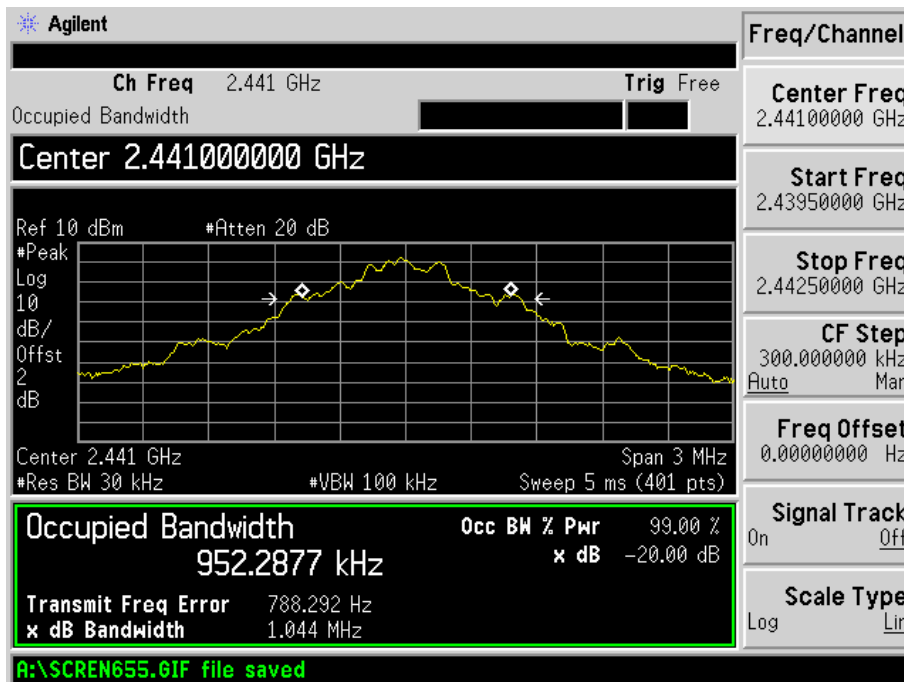 Agilent
Freq/Channel
Ch Freq 2.441 GHz Trig Free
Occupied Bandwidth
Center 2.441000000 GHz
Ref 10 dBm #Atten 20 dB
#Peak
Log
10
dB/
Offst
2
dB
Center 2.441 GHz Span 3 MHz
#Res BW 30 kHz #VBW 100 kHz Sweep 5 ms (401 pts)
Occupied Bandwidth Occ BW % Pwr 99.00 %
952.2877 kHz x dB -20.00 dB
Transmit Freq Error 788.292 Hz
x dB Bandwidth 1.044 MHz
A:\SCREN655.GIF file saved
Center Freq
2.44100000 GHz
Start Freq
2.43950000 GHz
Stop Freq
2.44250000 GHz
CF Step
300.000000 kHz
Auto Man
Freq Offset
0.00000000 Hz
Signal Track
On Off
Scale Type
Log Lin